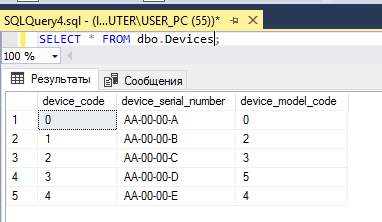 SQLQuery4.sql - (l...UTER\USER_PC (55))*
SELECT * FROM dbo.Devices;
100 %
Результаты Сообщения
device_code device_serial_number device_model_code
1 0 AA-00-00-A 0
2 1 AA-00-00-B 2
3 2 AA-00-00-C 3
4 3 AA-00-00-D 5
5 4 AA-00-00-E 4